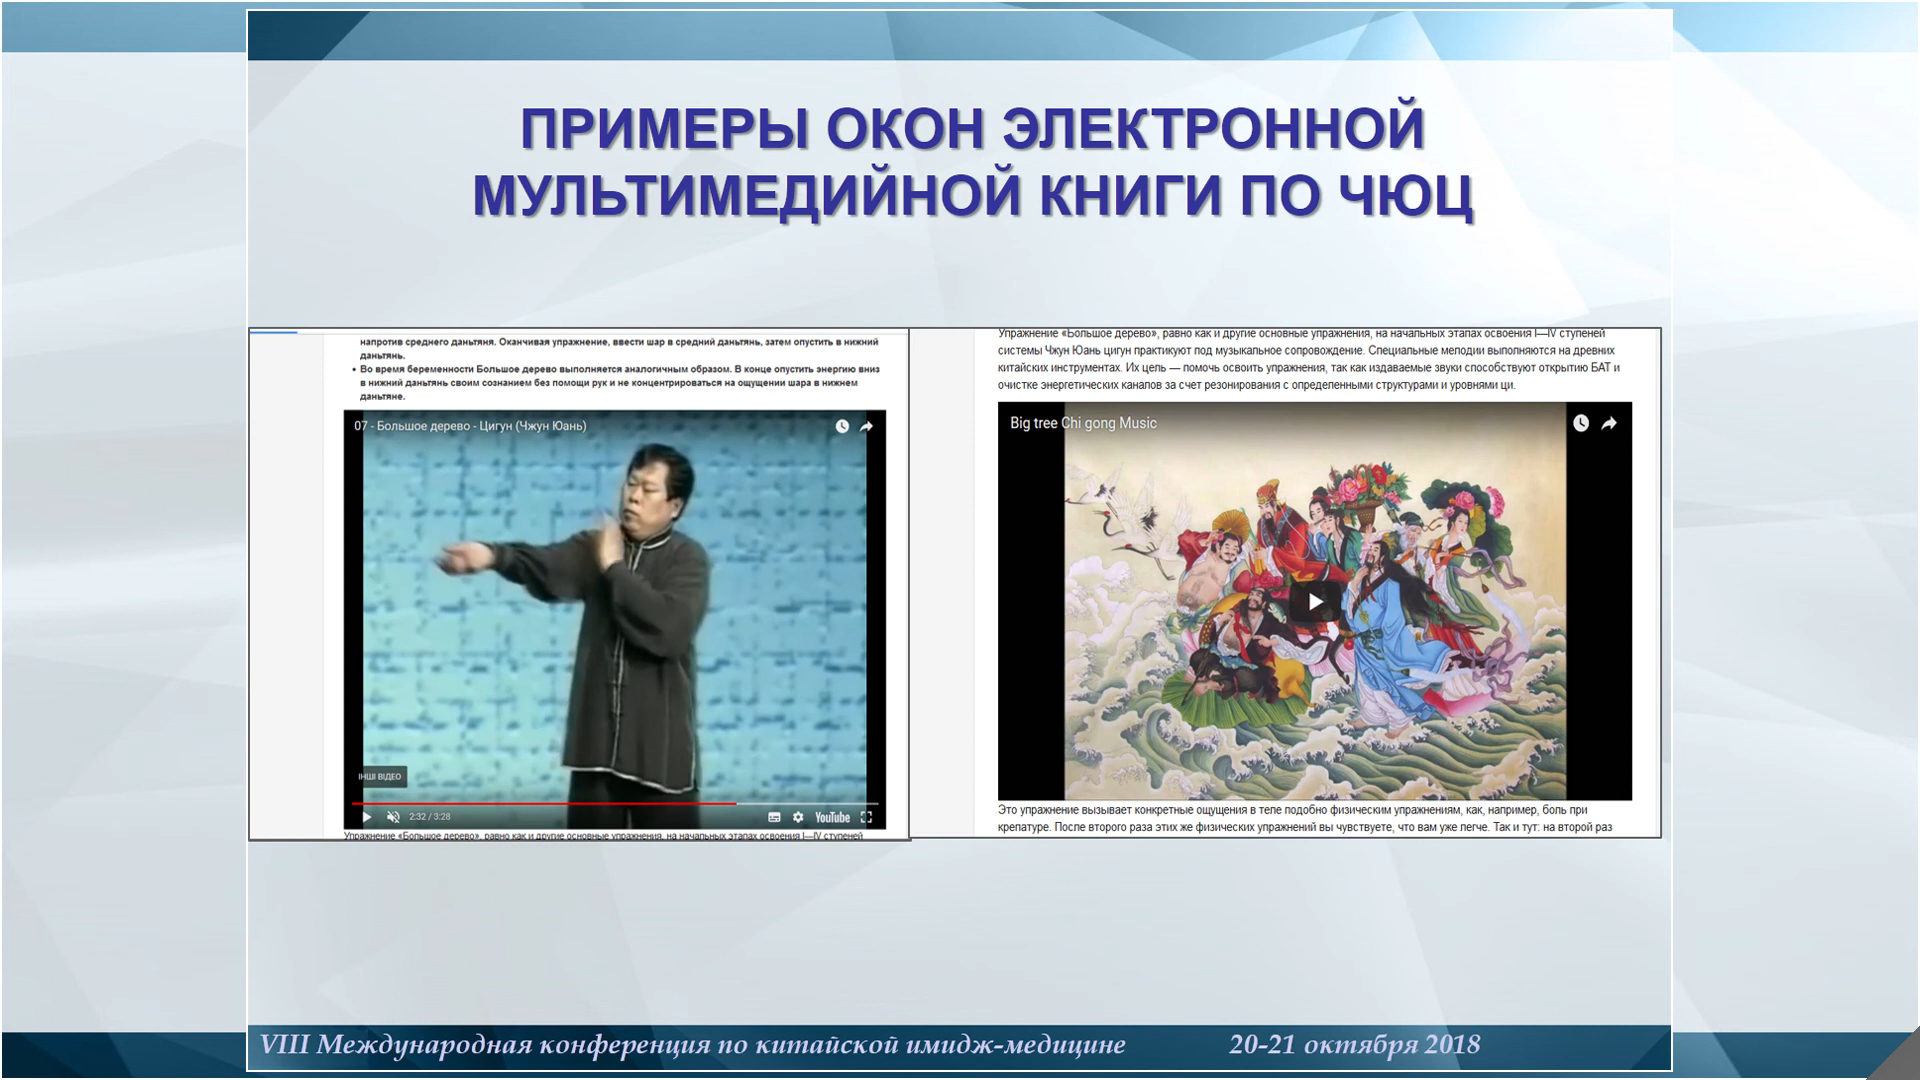 ПРИМЕРЫ ОКОН ЭЛЕКТРОННОЙ
МУЛЬТИМЕДИЙНОЙ КНИГИ ПО ЧЮЦ
напротив среднего даньтяня. Оканчивая упражнение, ввести шар в средний даньтянь, затем опустить в нижний
даньтянь.
• Во время беременности Большое дерево выполняется аналогичным образом. В конце опустить энергию вниз
в нижний даньтянь своим сознанием без помощи рук и не концентрироваться на ощущении шара в нижнем
даньтяне.
07 - Большое дерево - Цигун (Чжун Юань)
ІНШІ ВІДЕО
2:32 / 3:28
YouTube
Упражнение «Большое дерево», равно как и другие основные упражнения, на начальных этапах освоения I—IV ступеней
Упражнение «Большое дерево», равно как и другие основные упражнения, на начальных этапах освоения I—IV ступеней
системы Чжун Юань цигун практикуют под музыкальное сопровождение. Специальные мелодии выполняются на древних
китайских инструментах. Их цель — помочь освоить упражнения, так как издаваемые звуки способствуют открытию БАТ и
очистке энергетических каналов за счет резонирования с определенными структурами и уровнями ци.
Big tree Chi gong Music
Это упражнение вызывает конкретные ощущения в теле подобно физическим упражнениям, как, например, боль при
крепатуре. После второго раза этих же физических упражнений вы чувствуете, что вам уже легче. Так и тут: на второй раз
VIII Международная конференция по китайской имидж-медицине 20-21 октября 2018